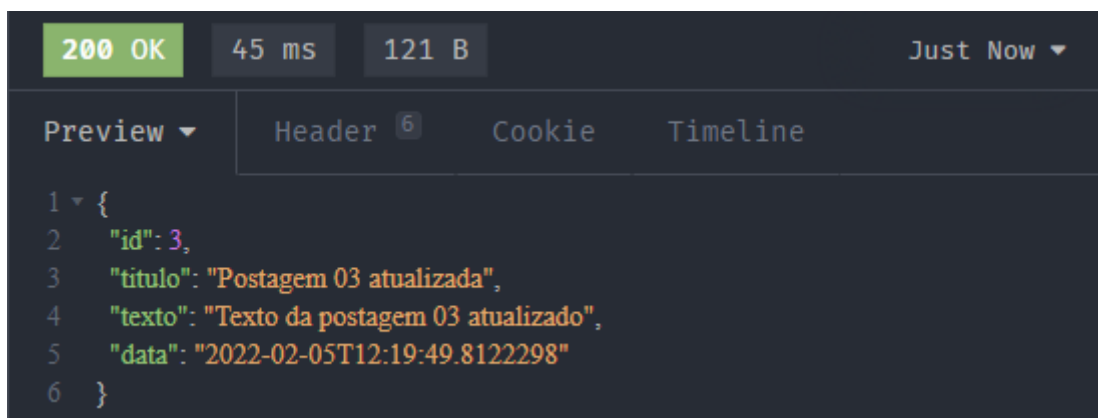 200 OK 45 ms 121 B Just Now
Preview Header 6 Cookie Timeline
1 {
2 "id": 3,
3 "titulo": "Postagem 03 atualizada",
4 "texto": "Texto da postagem 03 atualizado",
5 "data": "2022-02-05T12:19:49.8122298"
6 }